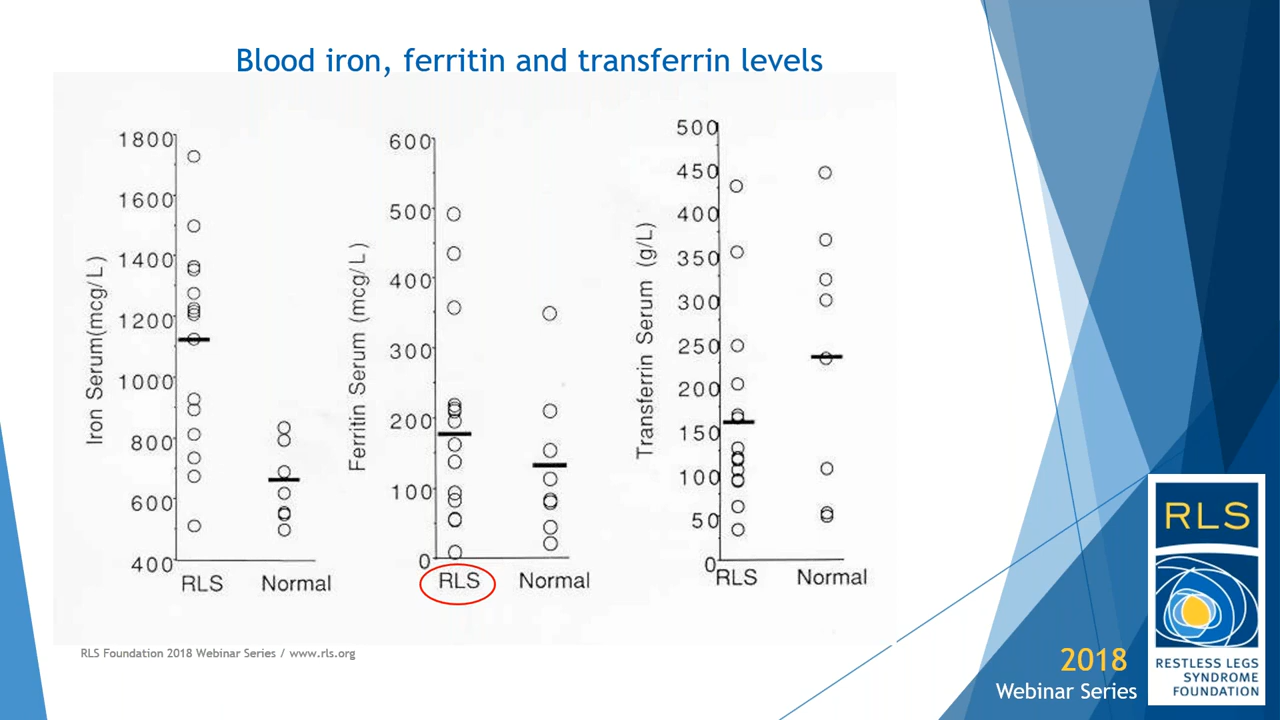 Blood iron, ferritin and transferrin levels
Iron Serum(mcg/L)
1800
1600
1400
1200
1000
800
600
400
RLS Normal
Ferritin Serum (mcg/L)
600
500
400
300
200
100
0
RLS Normal
Transferrin Serum (g/L)
500
450
400
350
300
250
200
150
100
50
0
RLS Normal
RLS Foundation 2018 Webinar Series / www.rls.org
2018
Webinar Series
RLS
RESTLESS LEGS
SYNDROME
FOUNDATION